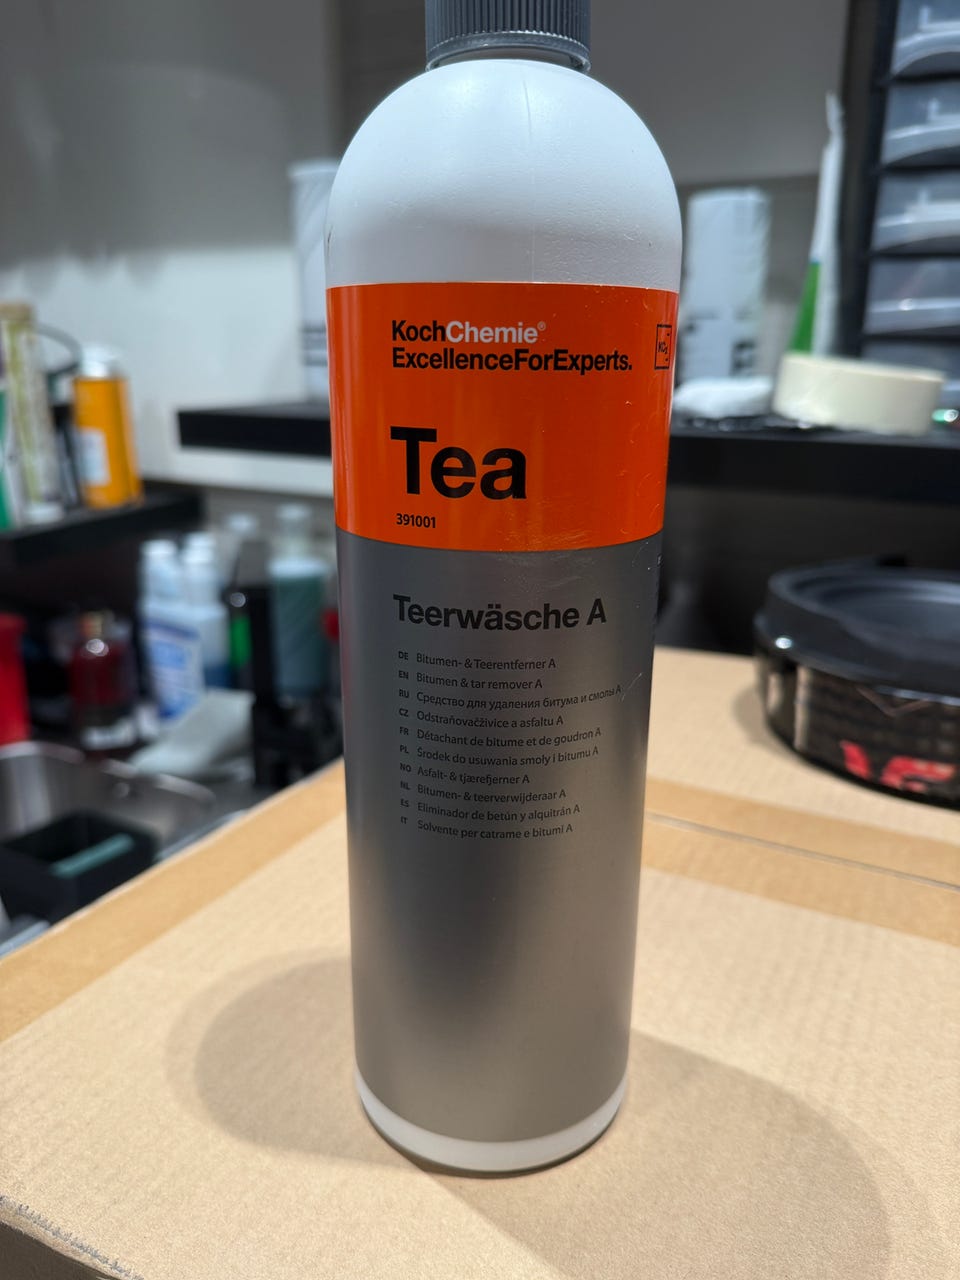 KochChemie®
ExcellenceForExperts.
Tea
391001
Teerwäsche A
DE Bitumen- & Teerentferner A
EN Bitumen & tar remover A
RU Средство для удаления битума и смолы А
CZ Odstraňovačživice a asfaltu A
FR Détachant de bitume et de goudron A
PL Środek do usuwania smoły i bitumu A
NO Asfalt- & tjærefjerner A
NL Bitumen- & teerverwijderaar A
ES Eliminador de betún y alquitrán A
IT Solvente per catrame e bitumi A